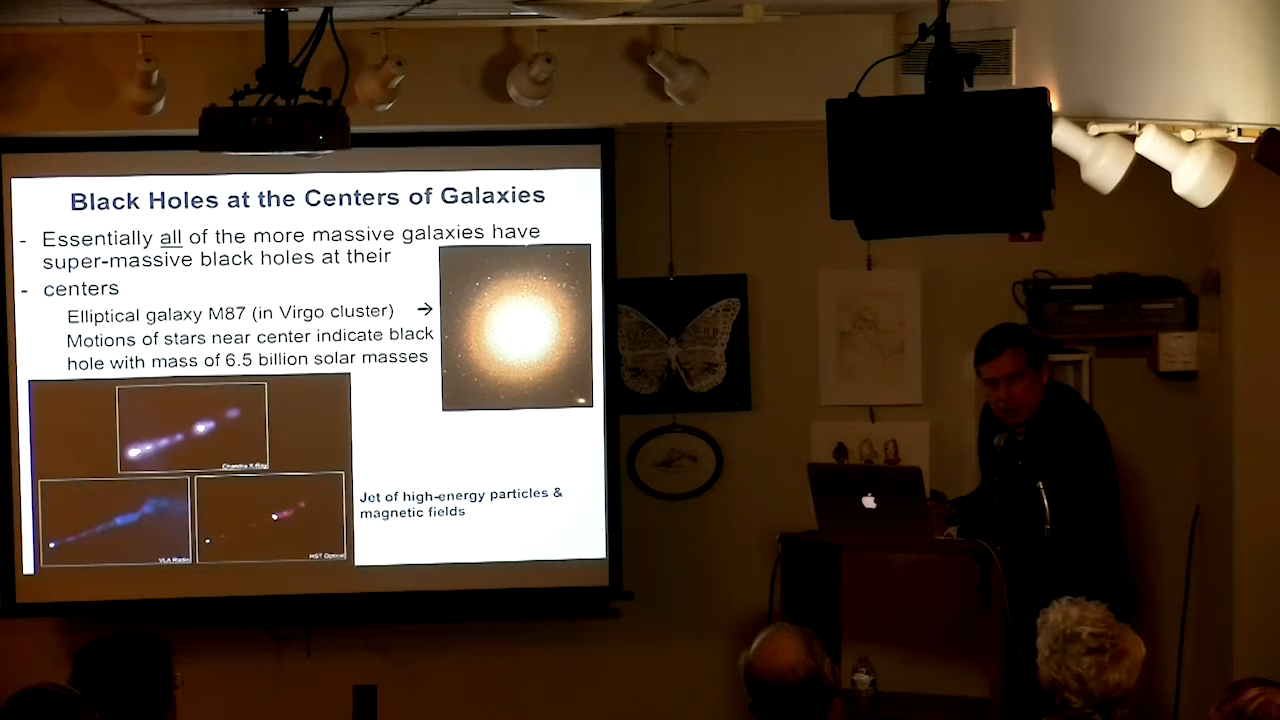 Black Holes at the Centers of Galaxies
- Essentially all of the more massive galaxies have
super-massive black holes at their
- centers
Elliptical galaxy M87 (in Virgo cluster) →
Motions of stars near center indicate black
hole with mass of 6.5 billion solar masses
Chandra X-Ray
VLA Radio
HST Optical
Jet of high-energy particles &
magnetic fields